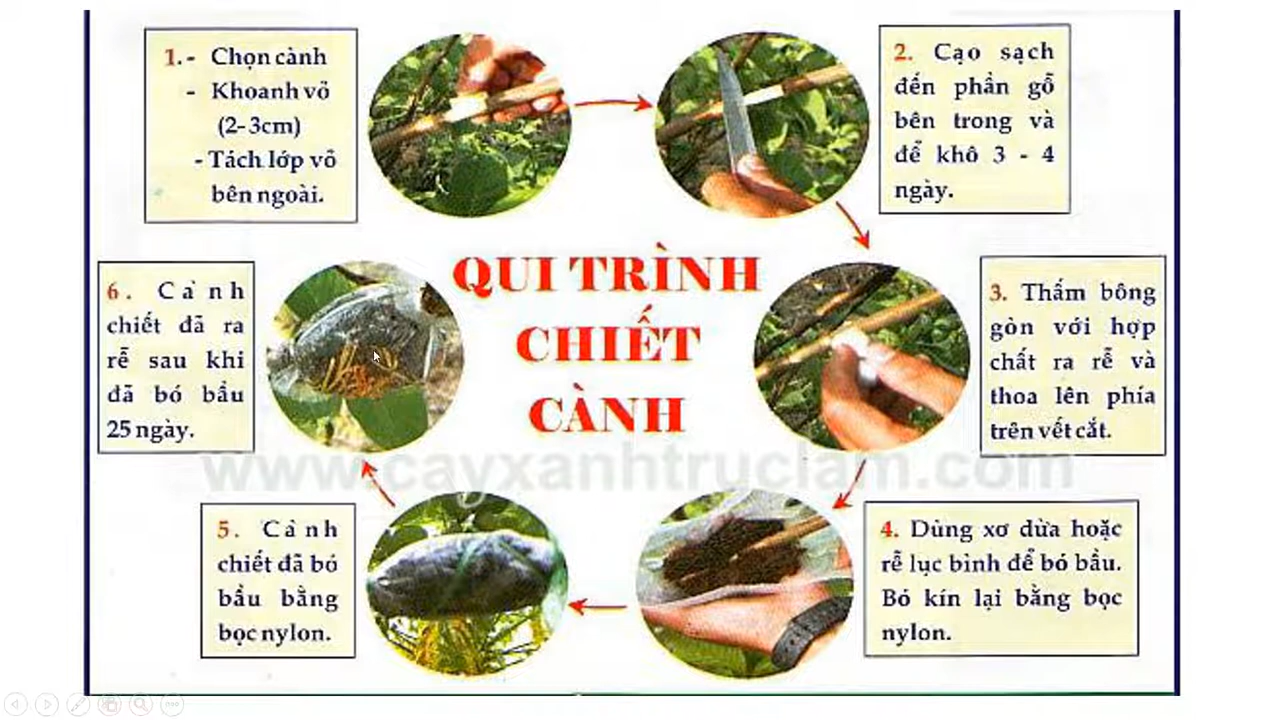 QUI TRÌNH
CHIẾT
CÀNH
1.- Chọn cành
- Khoanh vỏ
(2-3cm)
- Tách lớp vỏ
bên ngoài.
2. Cạo sạch
đến phần gỗ
bên trong và
để khô 3 - 4
ngày.
3. Thấm bông
gòn với hợp
chất ra rễ và
thoa lên phía
trên vết cắt.
4. Dùng xơ dừa hoặc
rễ lục bình để bó bầu.
Bó kín lại bằng bọc
nylon.
5. Cành
chiết đã bó
bầu bằng
bọc nylon.
6. Cành
chiết đã ra
rễ sau khi
đã bó bầu
25 ngày.
www.cayxanhtruclam.com